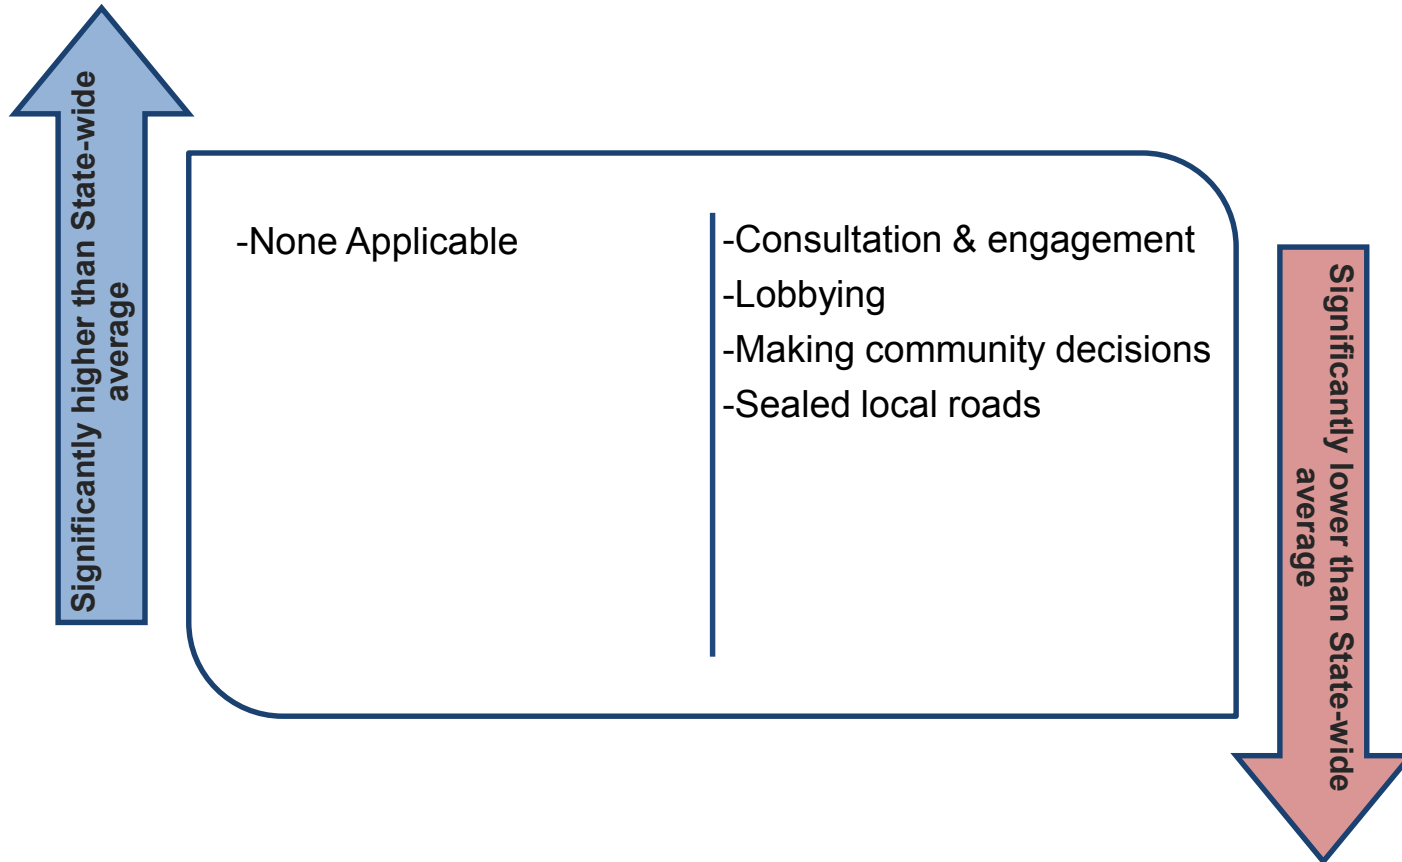 Significantly higher than State-wide
average
-None Applicable
-Consultation & engagement
-Lobbying
-Making community decisions
-Sealed local roads
Significantly lower than State-wide
average